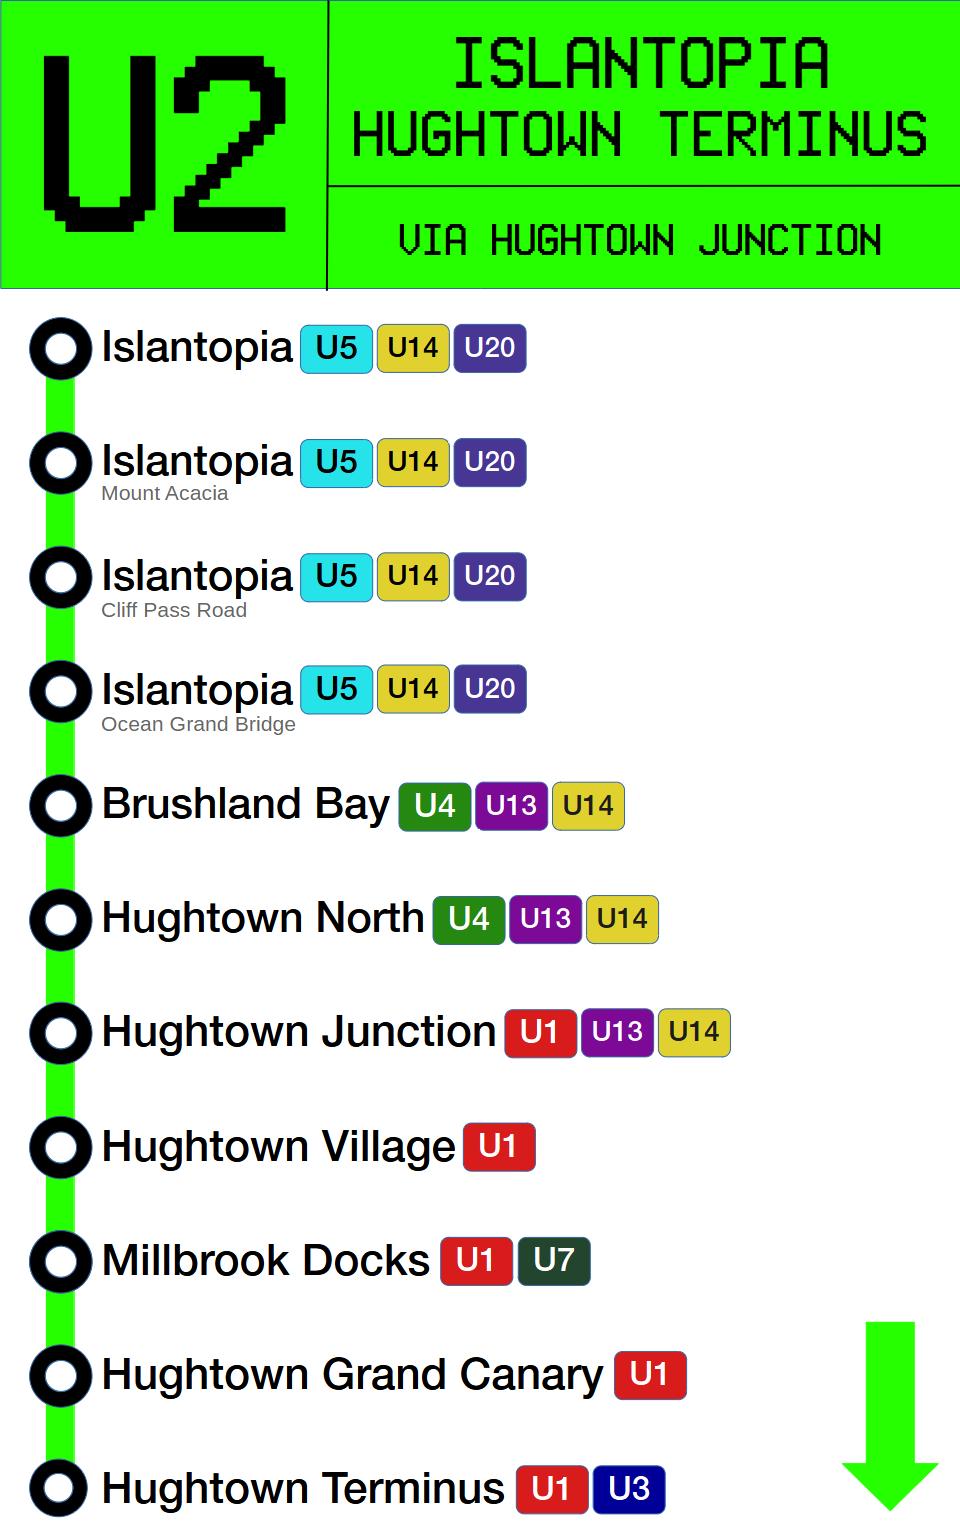 U2
ISLANTOPIA
HUGHTOWN TERMINUS
VIA HUGHTOWN JUNCTION
Islantopia U5 U14 U20
Islantopia U5 U14 U20
Mount Acacia
Islantopia U5 U14 U20
Cliff Pass Road
Islantopia U5 U14 U20
Ocean Grand Bridge
Brushland Bay U4 U13 U14
Hughtown North U4 U13 U14
Hughtown Junction U1 U13 U14
Hughtown Village U1
Millbrook Docks U1 U7
Hughtown Grand Canary U1
Hughtown Terminus U1 U3